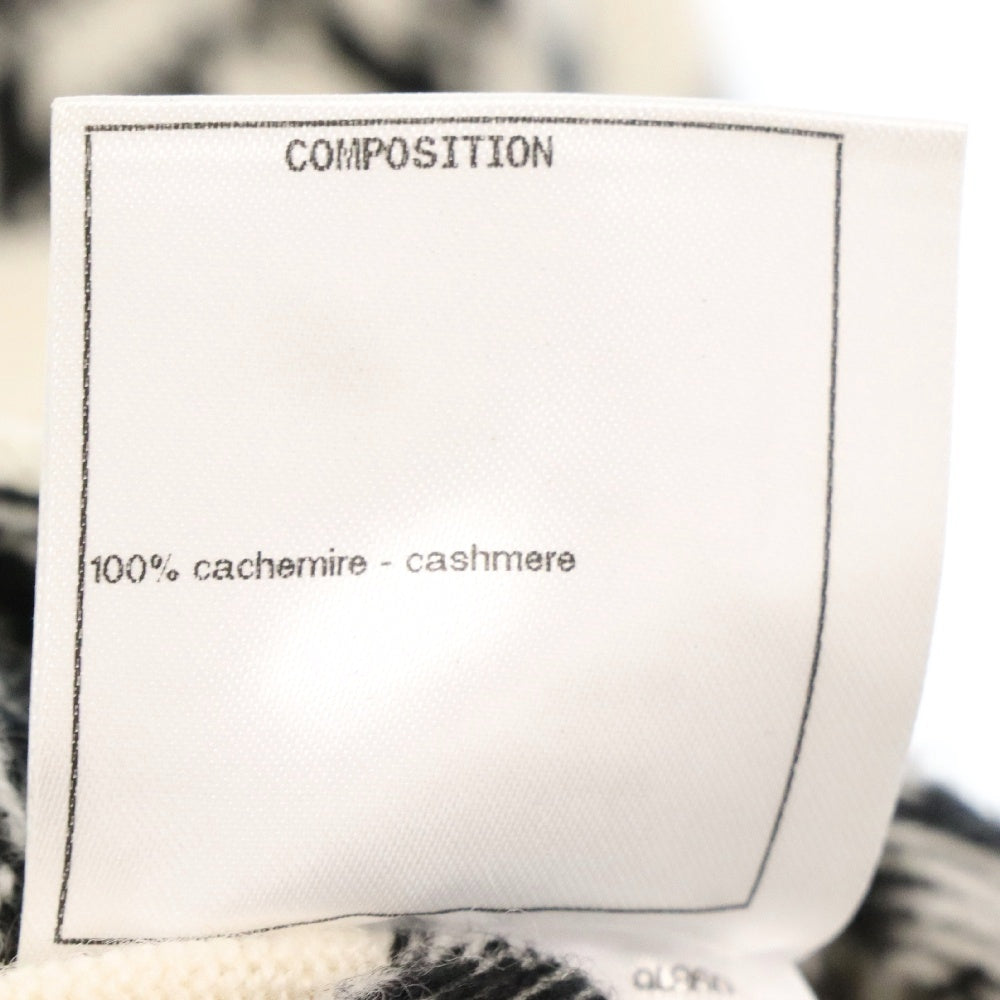 COMPOSITION
100% cachemire - cashmere